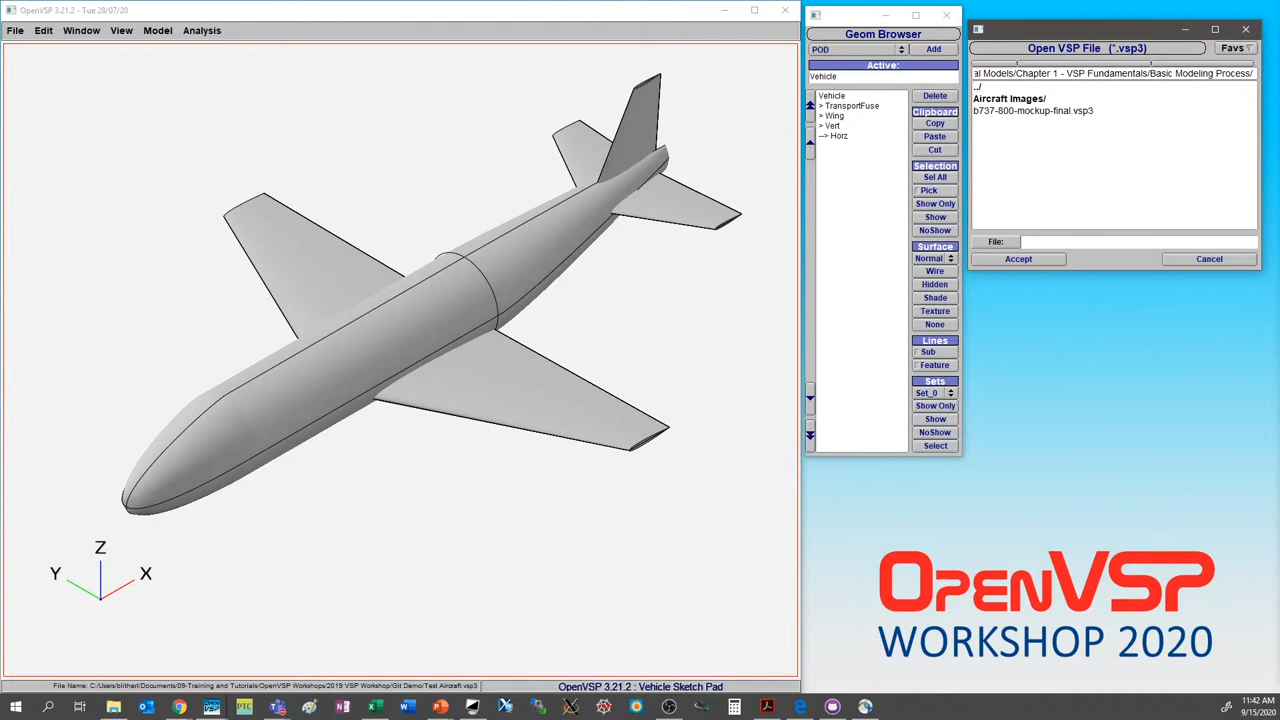 OpenVSP 3.21.2 - Tue 28/07/20
File Edit Window View Model Analysis
Z
Y
X
File Name: C:/Users/blitherl/Documents/09-Training and Tutorials/OpenVSP Workshops/2019 VSP Workshop/Git Demo/Test Aircraft.vsp3
OpenVSP 3.21.2 : Vehicle Sketch Pad
Geom Browser
POD
Add
Active:
Vehicle
Vehicle
> TransportFuse
> Wing
> Vert
--> Horz
Delete
Clipboard
Copy
Paste
Cut
Selection
Sel All
Pick
Show Only
Show
NoShow
Surface
Normal
Wire
Hidden
Shade
Texture
None
Lines
Sub
Feature
Sets
Set_0
Show Only
Show
NoShow
Select
Open VSP File (*.vsp3)
Favs
al Models/Chapter 1 - VSP Fundamentals/Basic Modeling Process/
../
Aircraft Images/
b737-800-mockup-final.vsp3
File:
Accept
Cancel
OPENVSP
WORKSHOP 2020
PTC
11:42 AM
9/15/2020